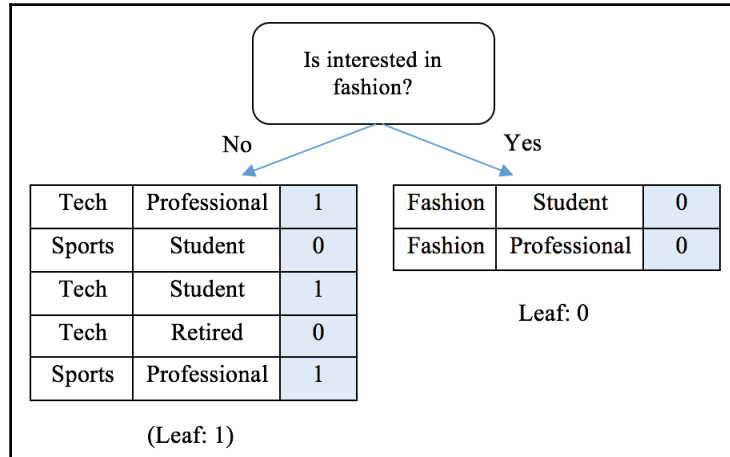 Is interested in
fashion?
No
Yes
Tech Professional 1
Sports Student 0
Tech Student 1
Tech Retired 0
Sports Professional 1
(Leaf: 1)
Fashion Student 0
Fashion Professional 0
Leaf: 0